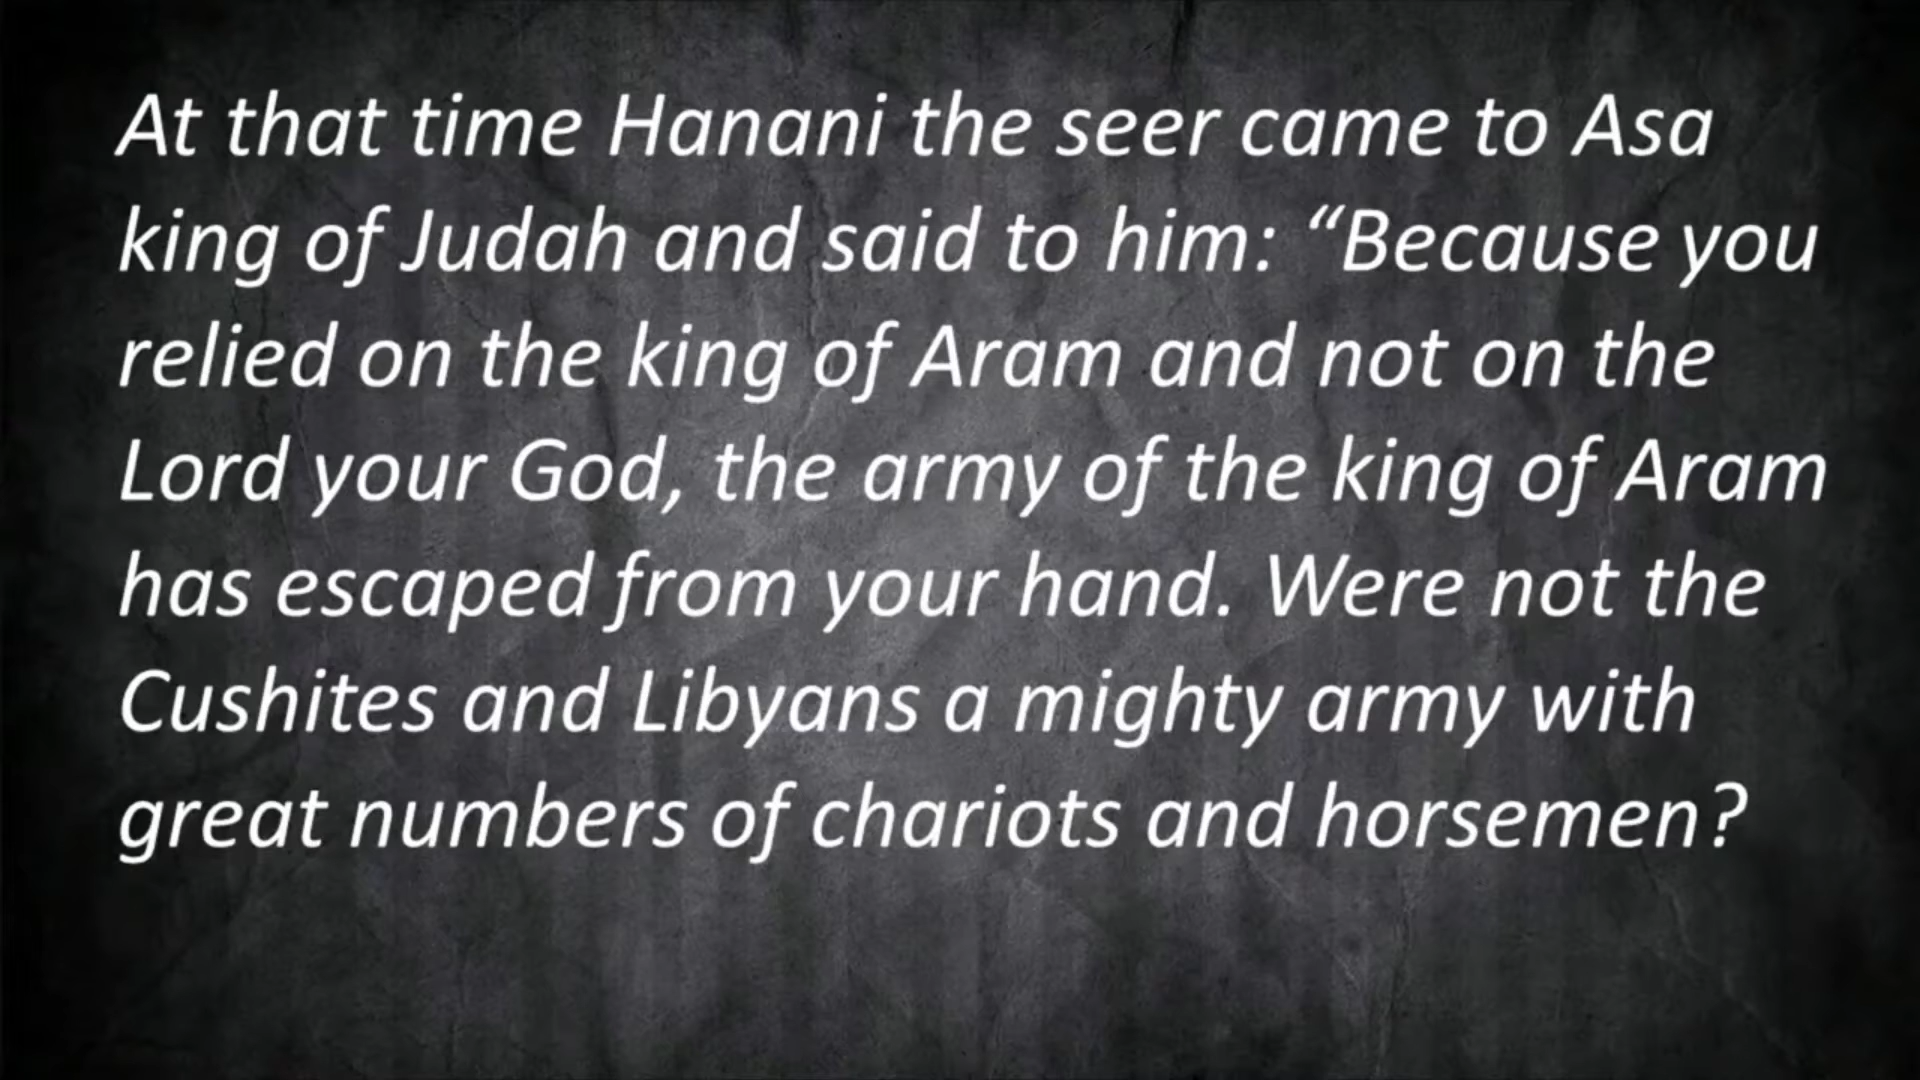 At that time Hanani the seer came to Asa
king of Judah and said to him: “Because you
relied on the king of Aram and not on the
Lord your God, the army of the king of Aram
has escaped from your hand. Were not the
Cushites and Libyans a mighty army with
great numbers of chariots and horsemen?